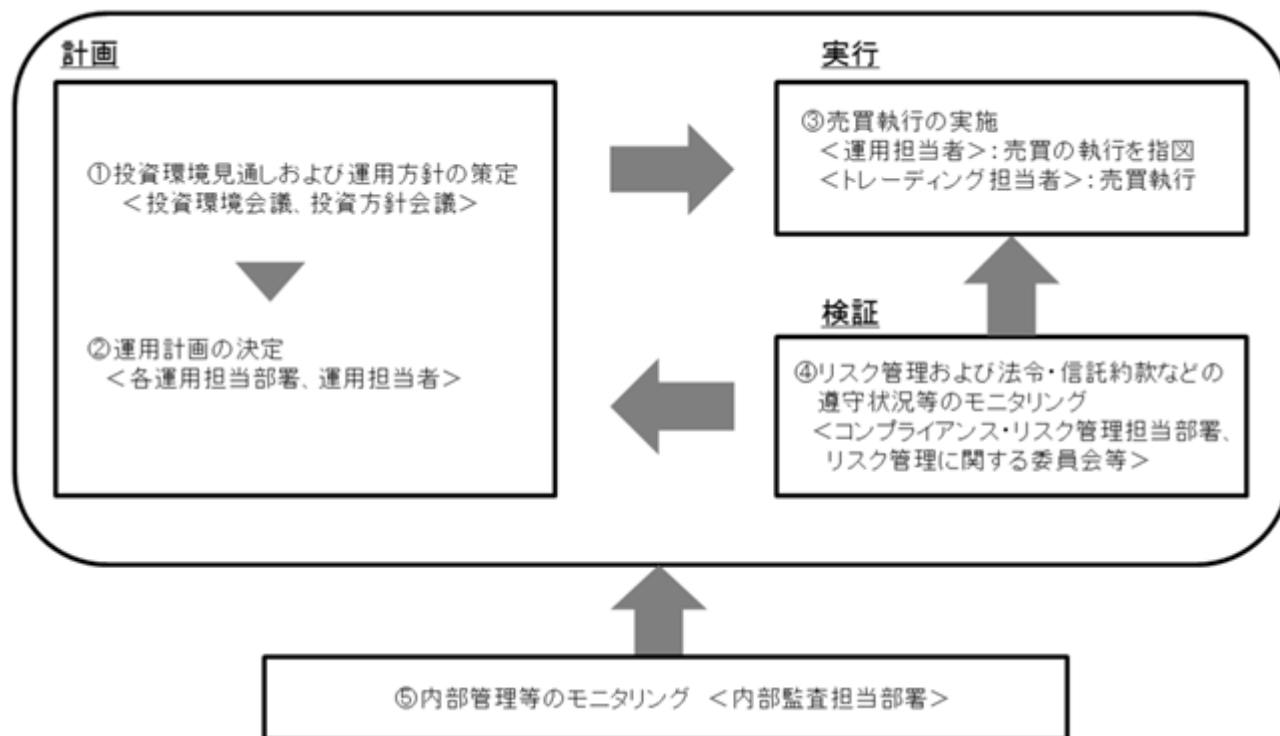 計画
①投資環境見通しおよび運用方針の策定
＜投資環境会議、投資方針会議＞
②運用計画の決定
＜各運用担当部署、運用担当者＞
実行
③売買執行の実施
＜運用担当者＞：売買の執行を指図
＜トレーディング担当者＞：売買執行
検証
④リスク管理および法令・信託約款などの
遵守状況等のモニタリング
＜コンプライアンス・リスク管理担当部署、
リスク管理に関する委員会等＞
⑤内部管理等のモニタリング ＜内部監査担当部署＞